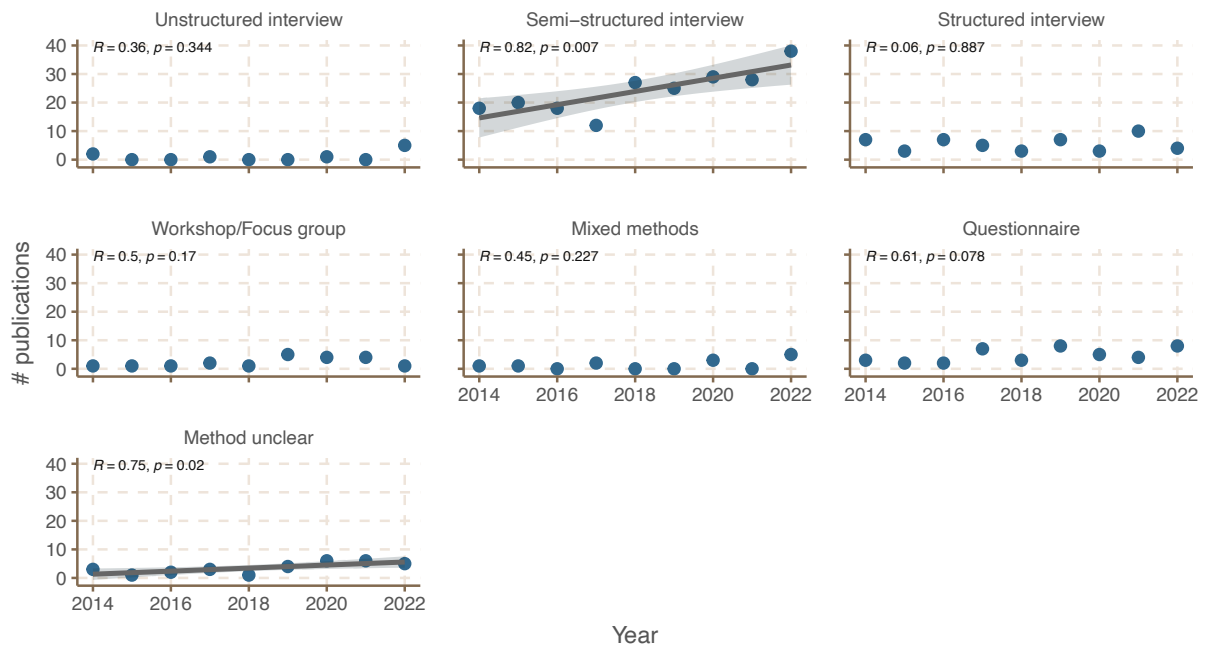 Unstructured interview
Semi−structured interview
Structured interview
R = 0.36, p = 0.344
R = 0.82, p = 0.007
R = 0.06, p = 0.887
40
30
20
10
0
Workshop/Focus group
Mixed methods
Questionnaire
R = 0.5, p = 0.17
R = 0.45, p = 0.227
R = 0.61, p = 0.078
40
30
20
10
0
# publications
2014 2016 2018 2020 2022
2014 2016 2018 2020 2022
Method unclear
R = 0.75, p = 0.02
40
30
20
10
0
2014 2016 2018 2020 2022
Year